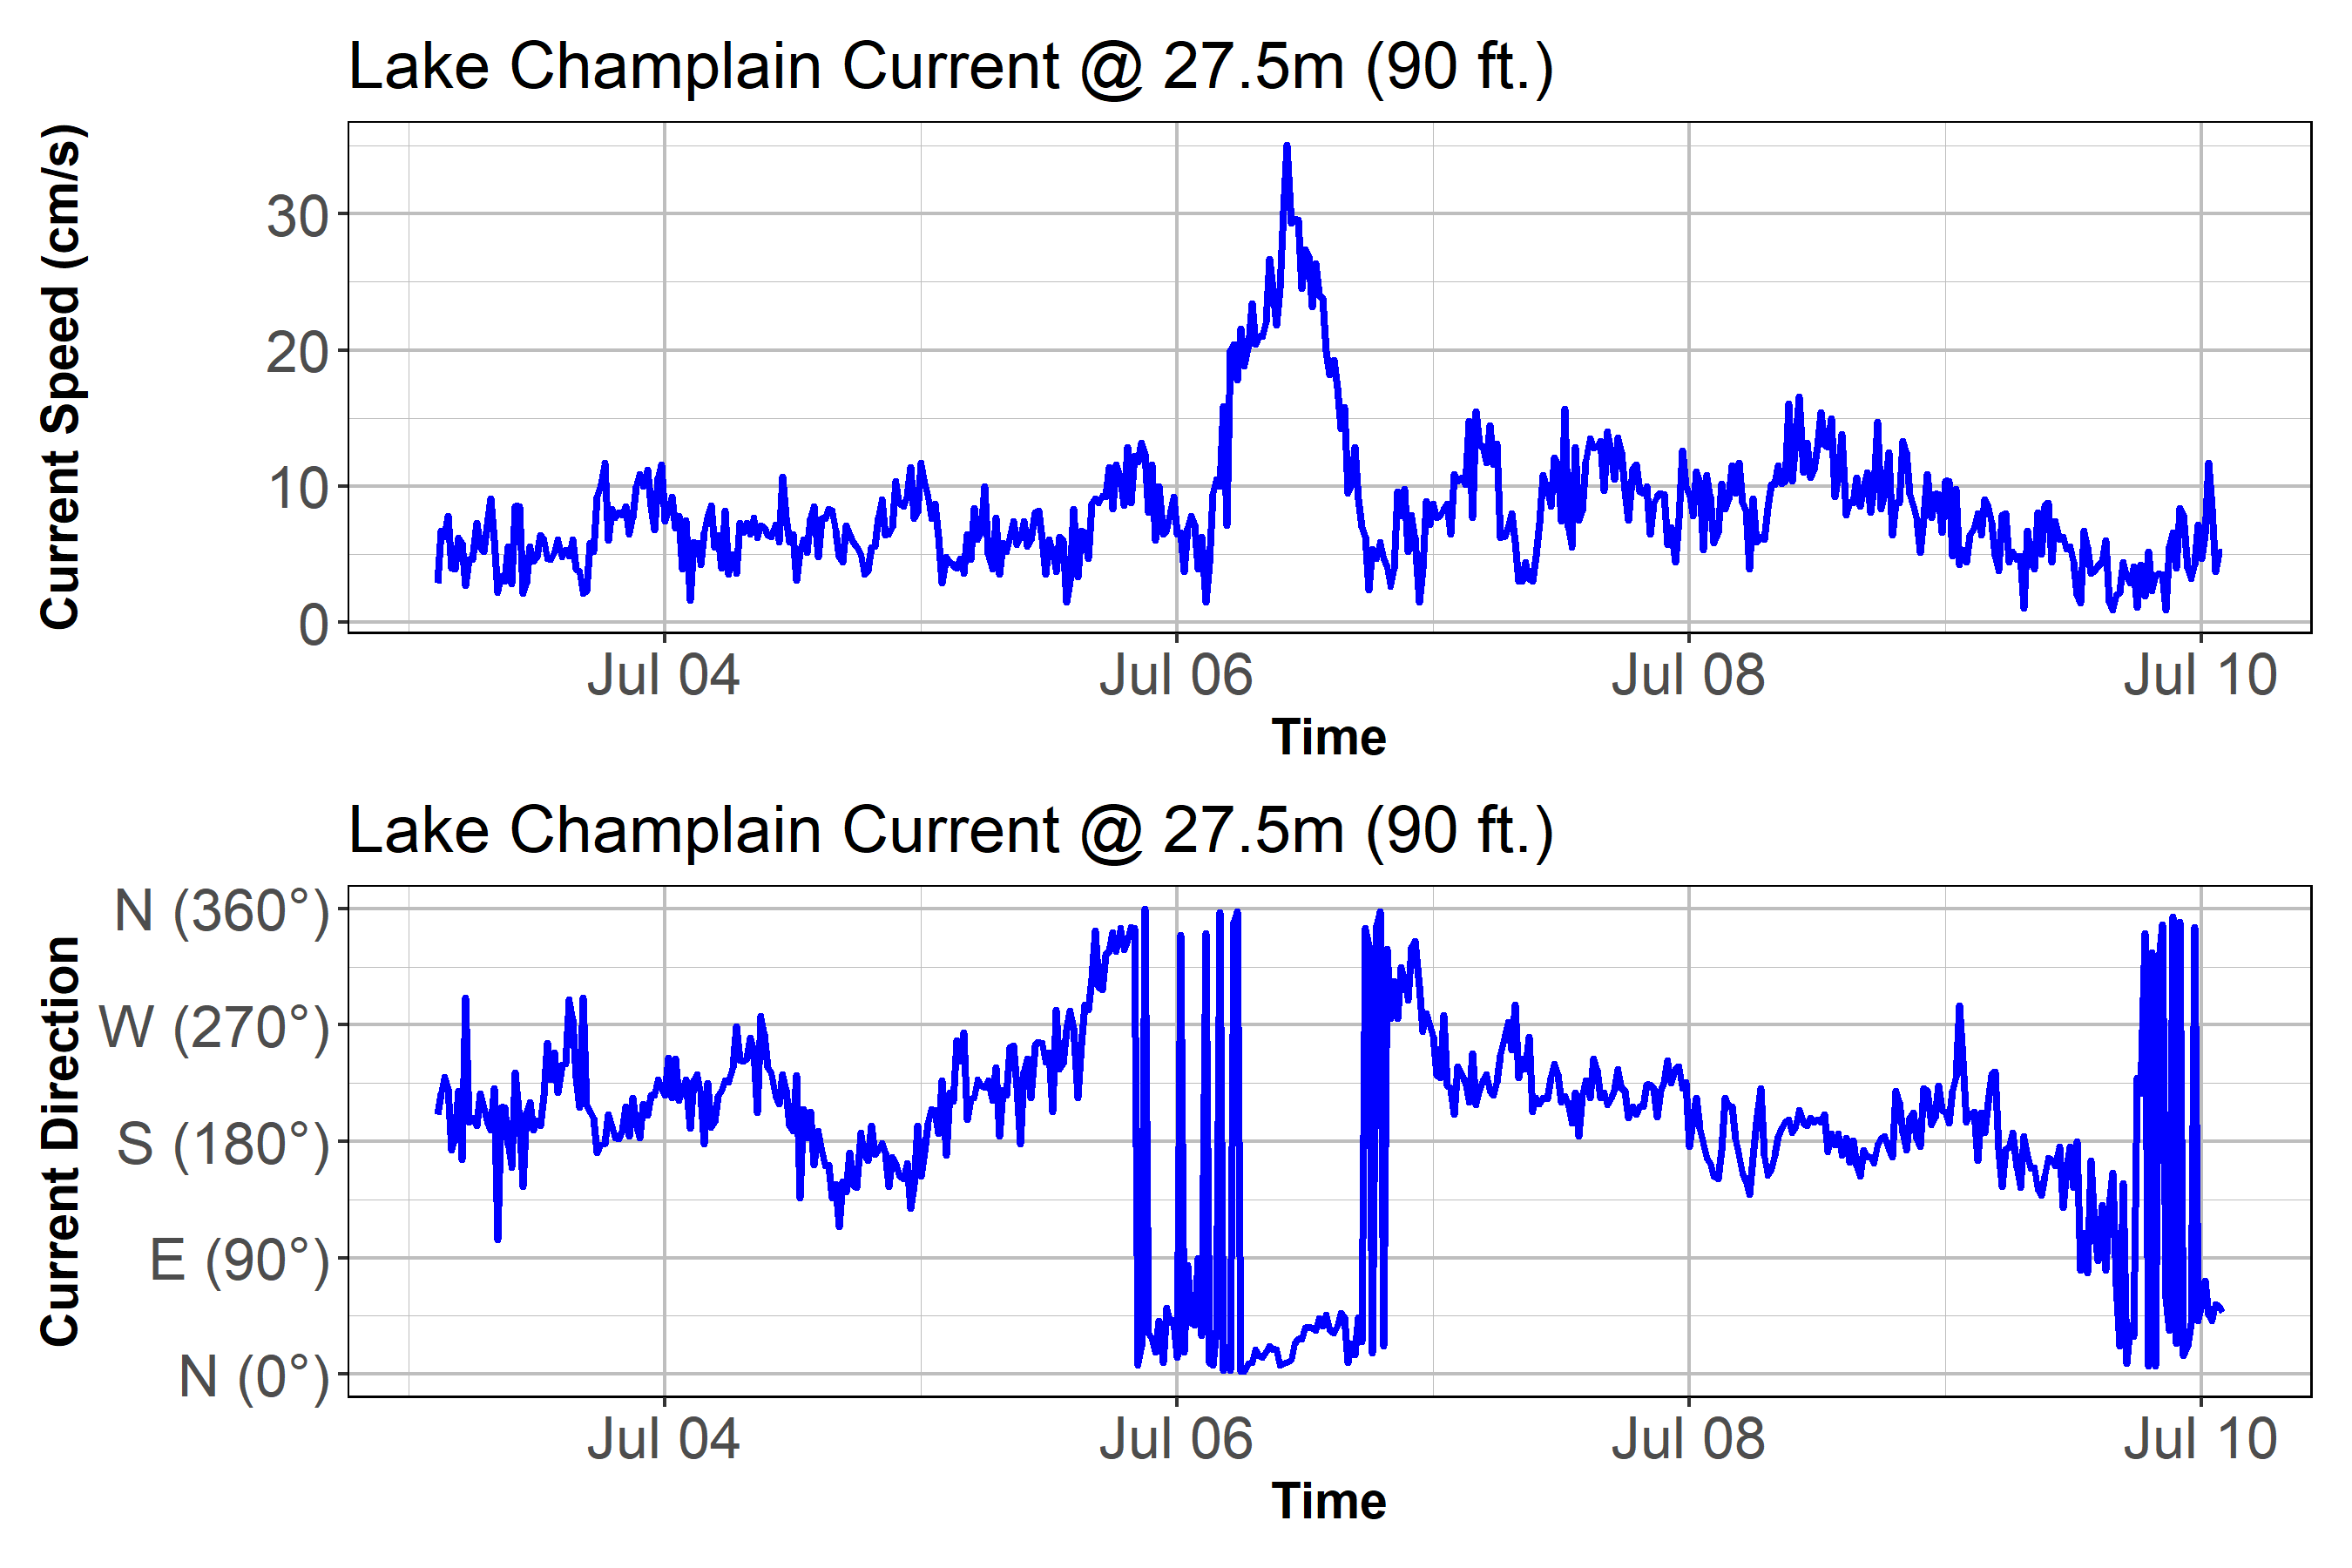 Lake Champlain Current @ 27.5m (90 ft.)
Current Speed (cm/s)
30
20
10
0
Jul 04 Jul 06 Jul 08 Jul 10
Time
Lake Champlain Current @ 27.5m (90 ft.)
Current Direction
N (360°)
W (270°)
S (180°)
E (90°)
N (0°)
Jul 04 Jul 06 Jul 08 Jul 10
Time